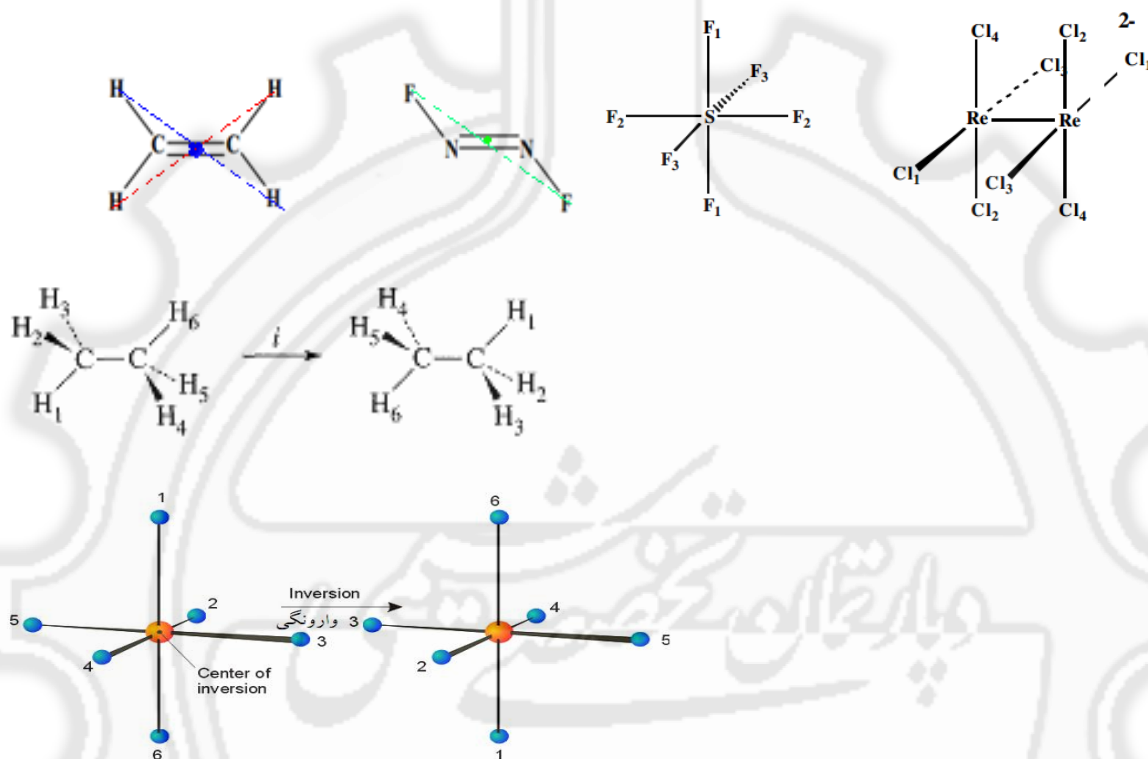 H H F F₁ F₃ Cl₄ Cl₂ 2-
Cl₃ Cl₁
C C N N F₂ S F₂ Re Re
H H F F₃ Cl₁ Cl₃
F₁ Cl₂ Cl₄
H₃ H₆ i H₄ H₁
H₂ C C H₅ C C
H₁ H₅ H₄ H₆ H₂ H₃
1 6
2 Inversion 4
5 3 وارونگی 3 5
4 2
Center of
inversion
6 1